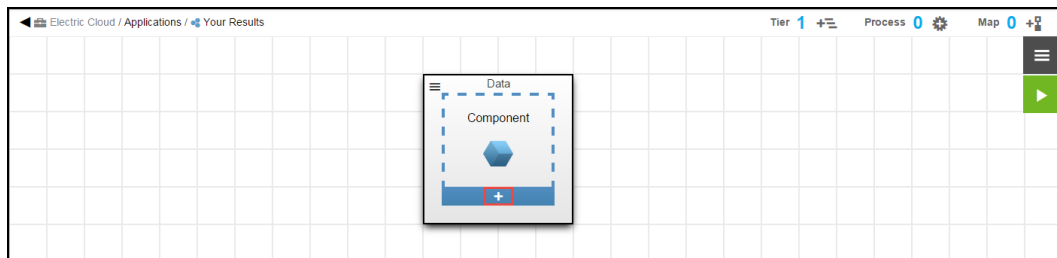 Electric Cloud / Applications / Your Results
Tier 1 Process 0 Map 0
Data
Component